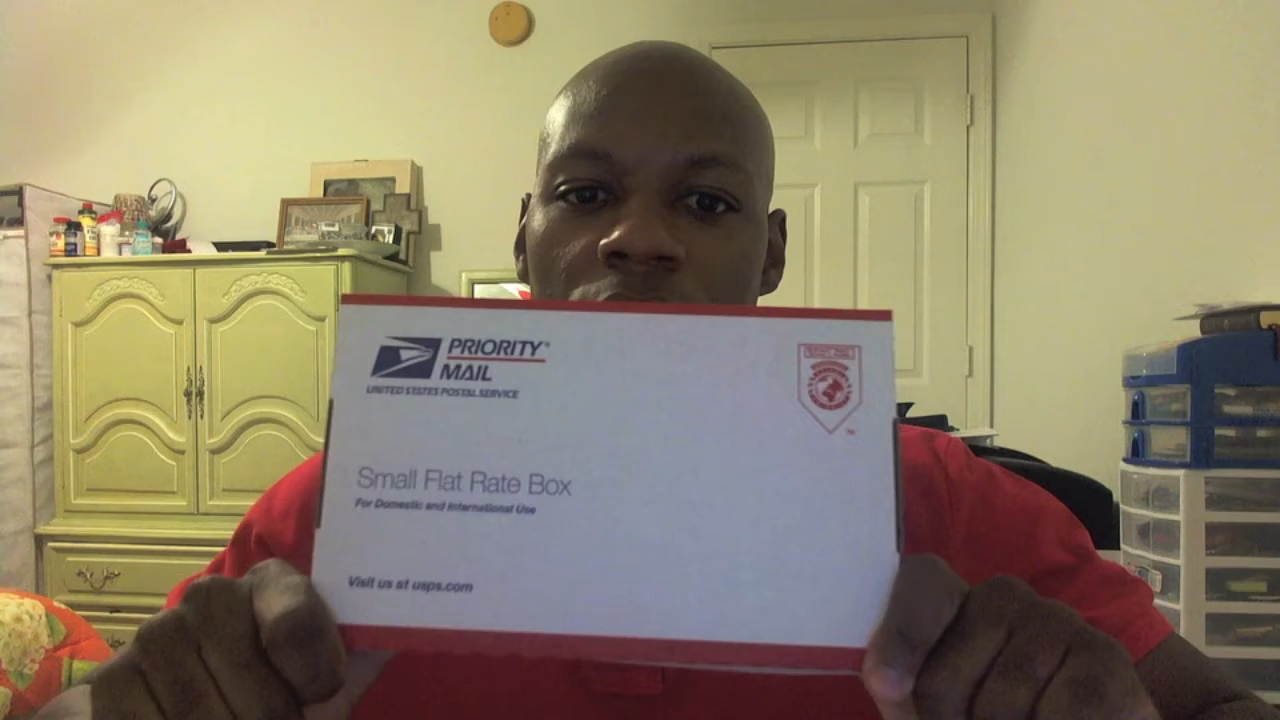 PRIORITY®
MAIL
UNITED STATES POSTAL SERVICE
Small Flat Rate Box
For Domestic and International Use
Visit us at usps.com